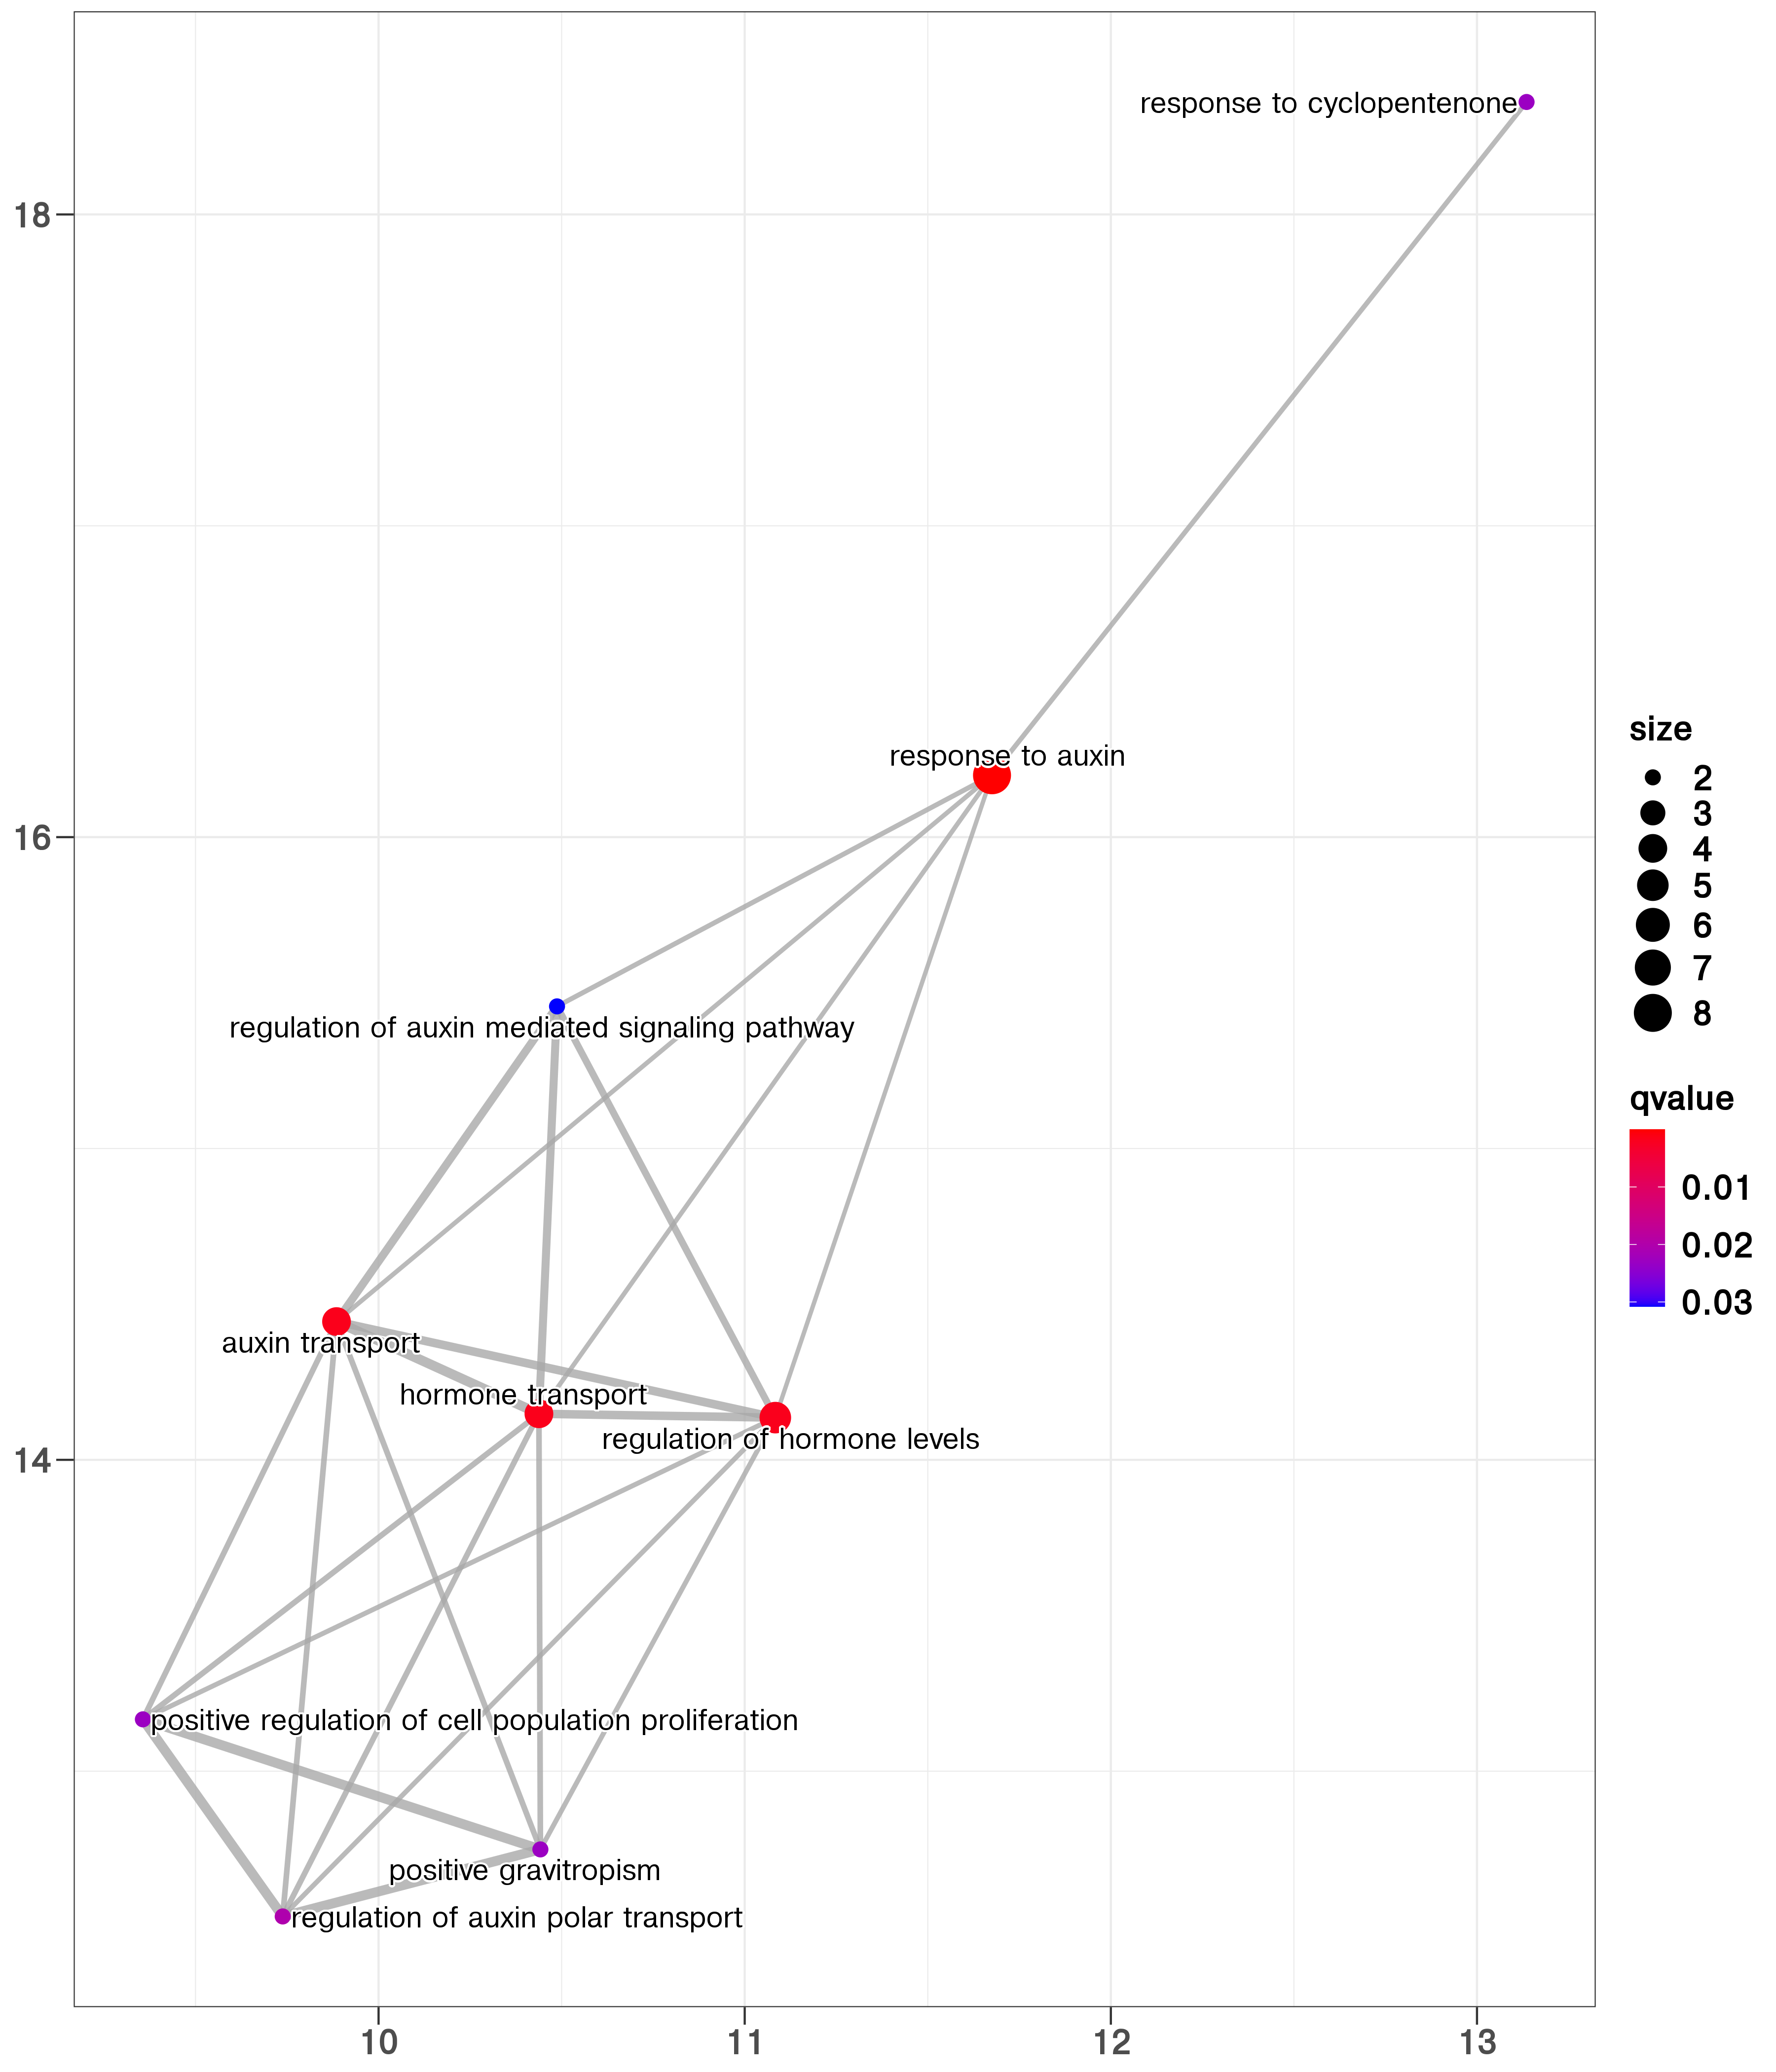 response to cyclopentenone
18
response to auxin
16
regulation of auxin mediated signaling pathway
auxin transport
hormone transport
regulation of hormone levels
14
positive regulation of cell population proliferation
positive gravitropism
regulation of auxin polar transport
10
11
12
13
size
2
3
4
5
6
7
8
qvalue
0.01
0.02
0.03